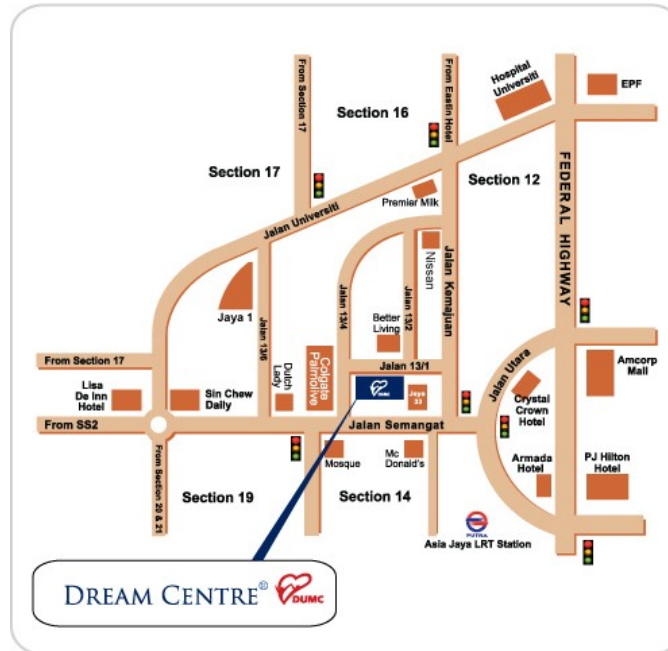 From Section 17
Section 16
From Eastin Hotel
Hospital
Universiti
EPF
Section 17
Section 12
FEDERAL HIGHWAY
Premier Milk
Jalan Universiti
Nissan
Jalan Kemajuan
Jaya 1
Jalan 13/6
Jalan 13/4
Jalan 13/2
Better
Living
From Section 17
Dutch
Lady
Colgate
Palmolive
Jalan 13/1
Jalan Utara
Amcorp
Mall
Lisa
De Inn
Hotel
Sin Chew
Daily
DUMC
Jaya
33
Crystal
Crown
Hotel
From SS2
Jalan Semangat
From Section 20 & 21
Mosque
Mc
Donald's
Armada
Hotel
PJ Hilton
Hotel
Section 19
Section 14
PUTRA
Asia Jaya LRT Station
DREAM CENTRE®
DUMC